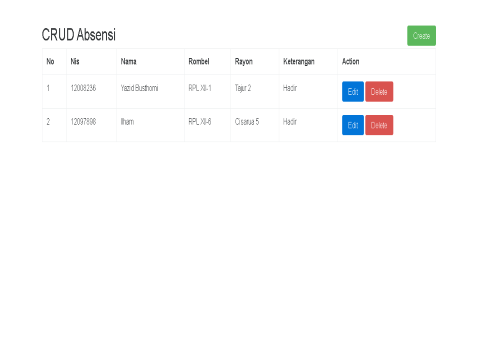 CRUD Absensi
Create
No Nis Nama Rombel Rayon Keterangan Action
1 12008236 Yazid Busthomi RPL XII-1 Tajur 2 Hadir Edit Delete
2 12097898 Ilham RPL XII-6 Cisarua 5 Hadir Edit Delete